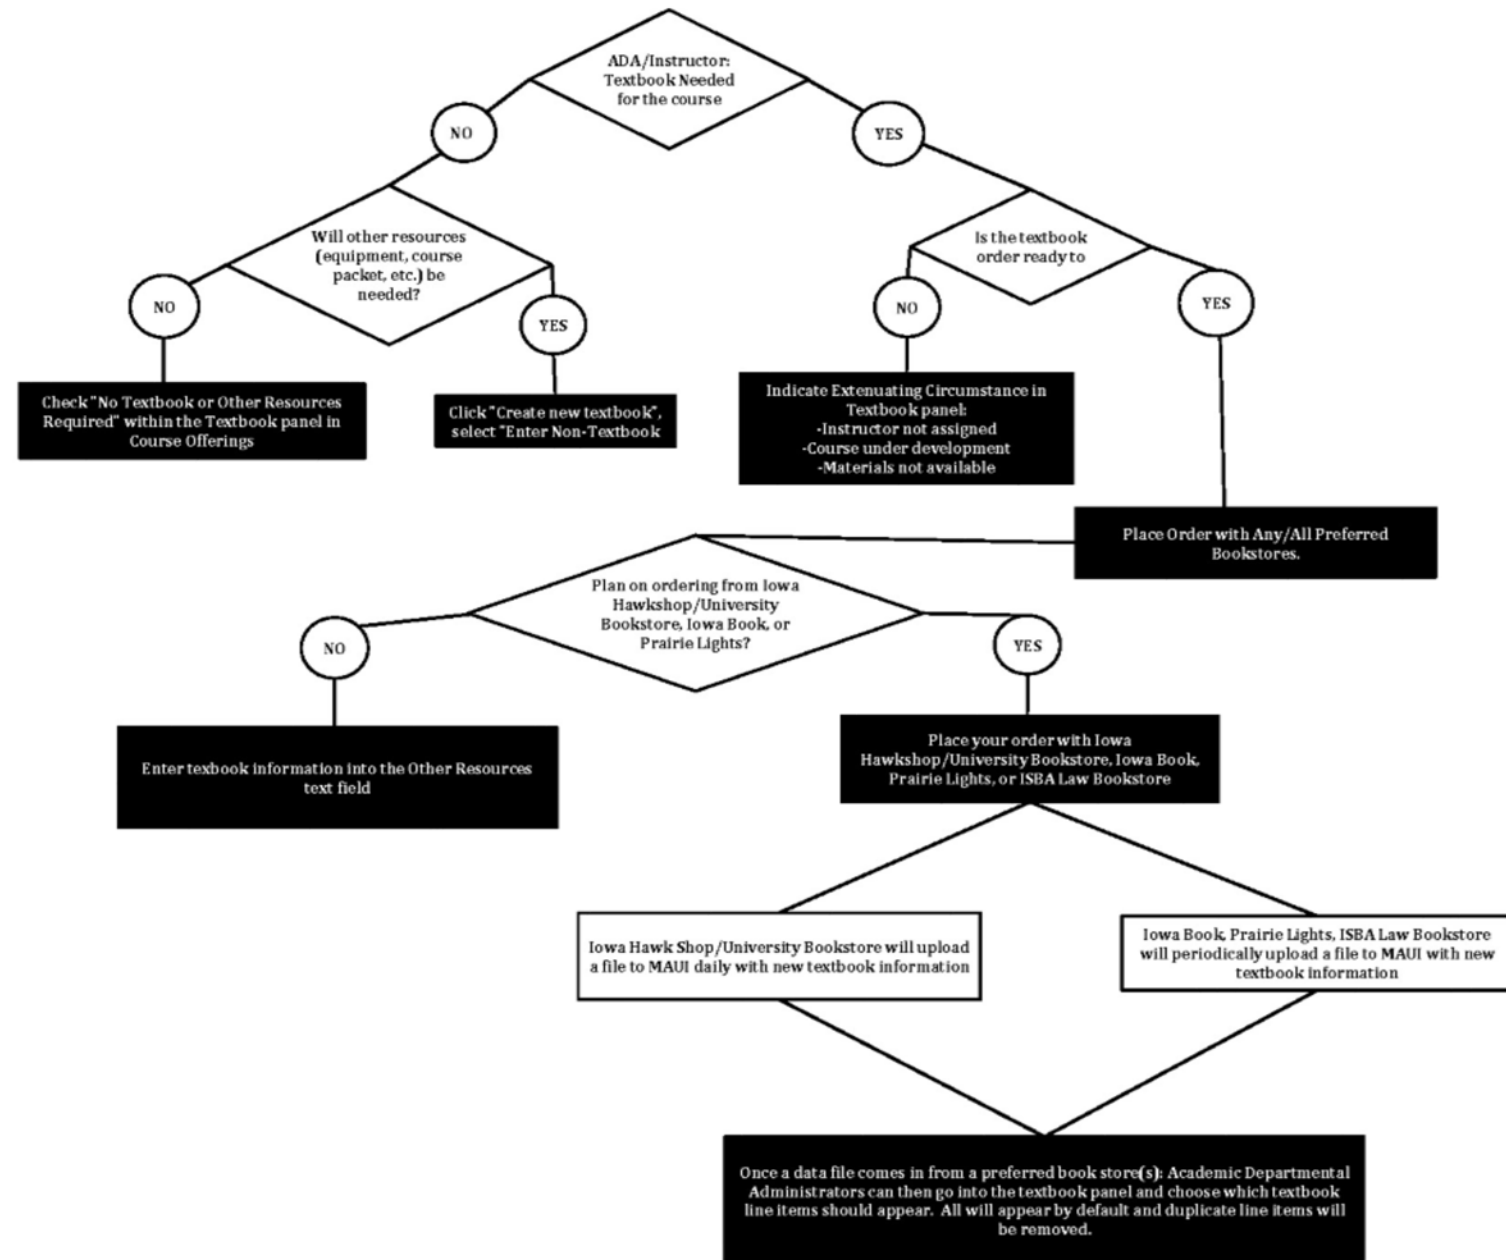 ADA/Instructor:
Textbook Needed
for the course
NO
YES
Will other resources
(equipment, course
packet, etc.) be
needed?
Is the textbook
order ready to
NO
YES
NO
YES
Check "No Textbook or Other Resources
Required" within the Textbook panel in
Course Offerings
Click "Create new textbook",
select "Enter Non-Textbook
Indicate Extenuating Circumstance in
Textbook panel:
-Instructor not assigned
-Course under development
-Materials not available
Place Order with Any/All Preferred
Bookstores.
Plan on ordering from Iowa
Hawkshop/University
Bookstore, Iowa Book, or
Prairie Lights?
NO
YES
Enter texbook information into the Other Resources
text field
Place your order with Iowa
Hawkshop/University Bookstore, Iowa Book,
Prairie Lights, or ISBA Law Bookstore
Iowa Hawk Shop/University Bookstore will upload
a file to MAUI daily with new textbook information
Iowa Book, Prairie Lights, ISBA Law Bookstore
will periodically upload a file to MAUI with new
textbook information
Once a data file comes in from a preferred book store(s): Academic Departmental
Administrators can then go into the textbook panel and choose which textbook
line items should appear.  All will appear by default and duplicate line items will
be removed.